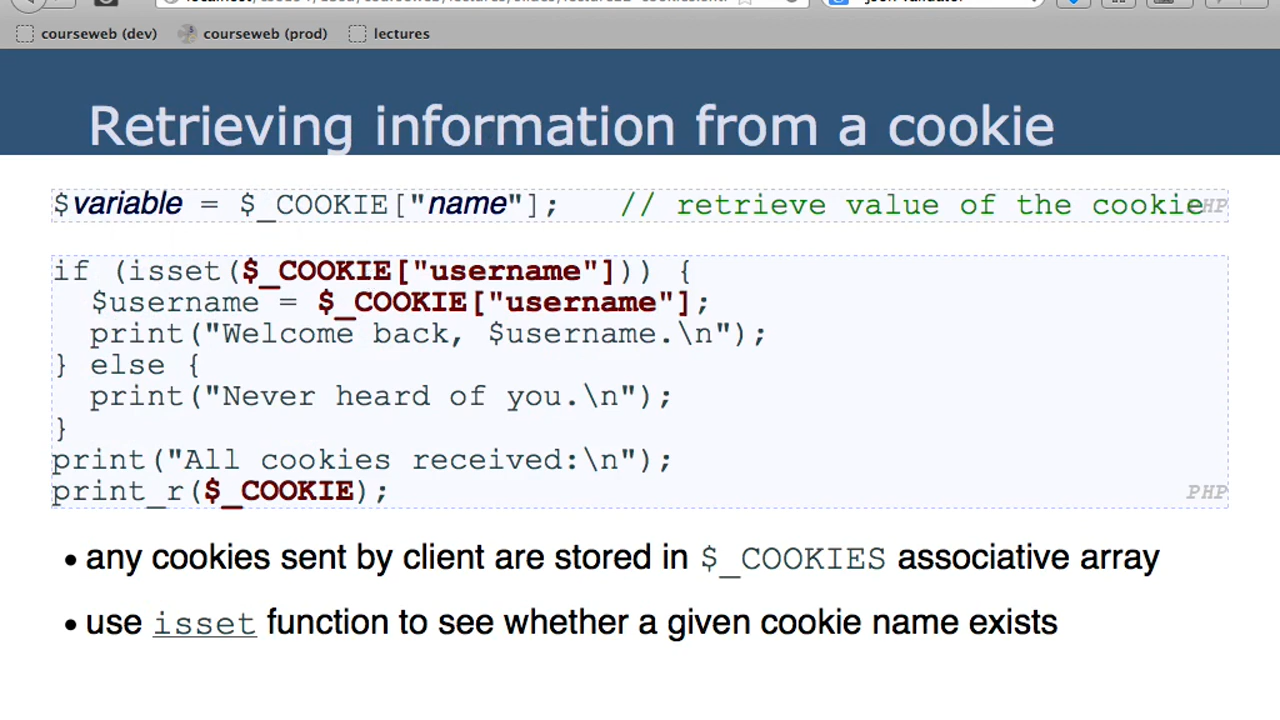 courseweb (dev) courseweb (prod) lectures
Retrieving information from a cookie
$variable = $_COOKIE["name"]; // retrieve value of the cookie PHP
if (isset($_COOKIE["username"])) {
$username = $_COOKIE["username"];
print("Welcome back, $username.\n");
} else {
print("Never heard of you.\n");
}
print("All cookies received:\n");
print_r($_COOKIE); PHP
• any cookies sent by client are stored in $_COOKIES associative array
• use isset function to see whether a given cookie name exists